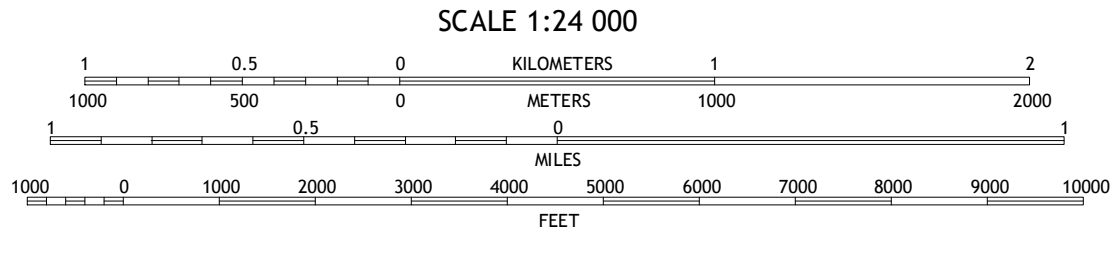 SCALE 1:24 000
1 0.5 0 KILOMETERS 1 2
1000 500 0 METERS 1000 2000
1 0.5 0 1
MILES
1000 0 1000 2000 3000 4000 5000 6000 7000 8000 9000 10000
FEET